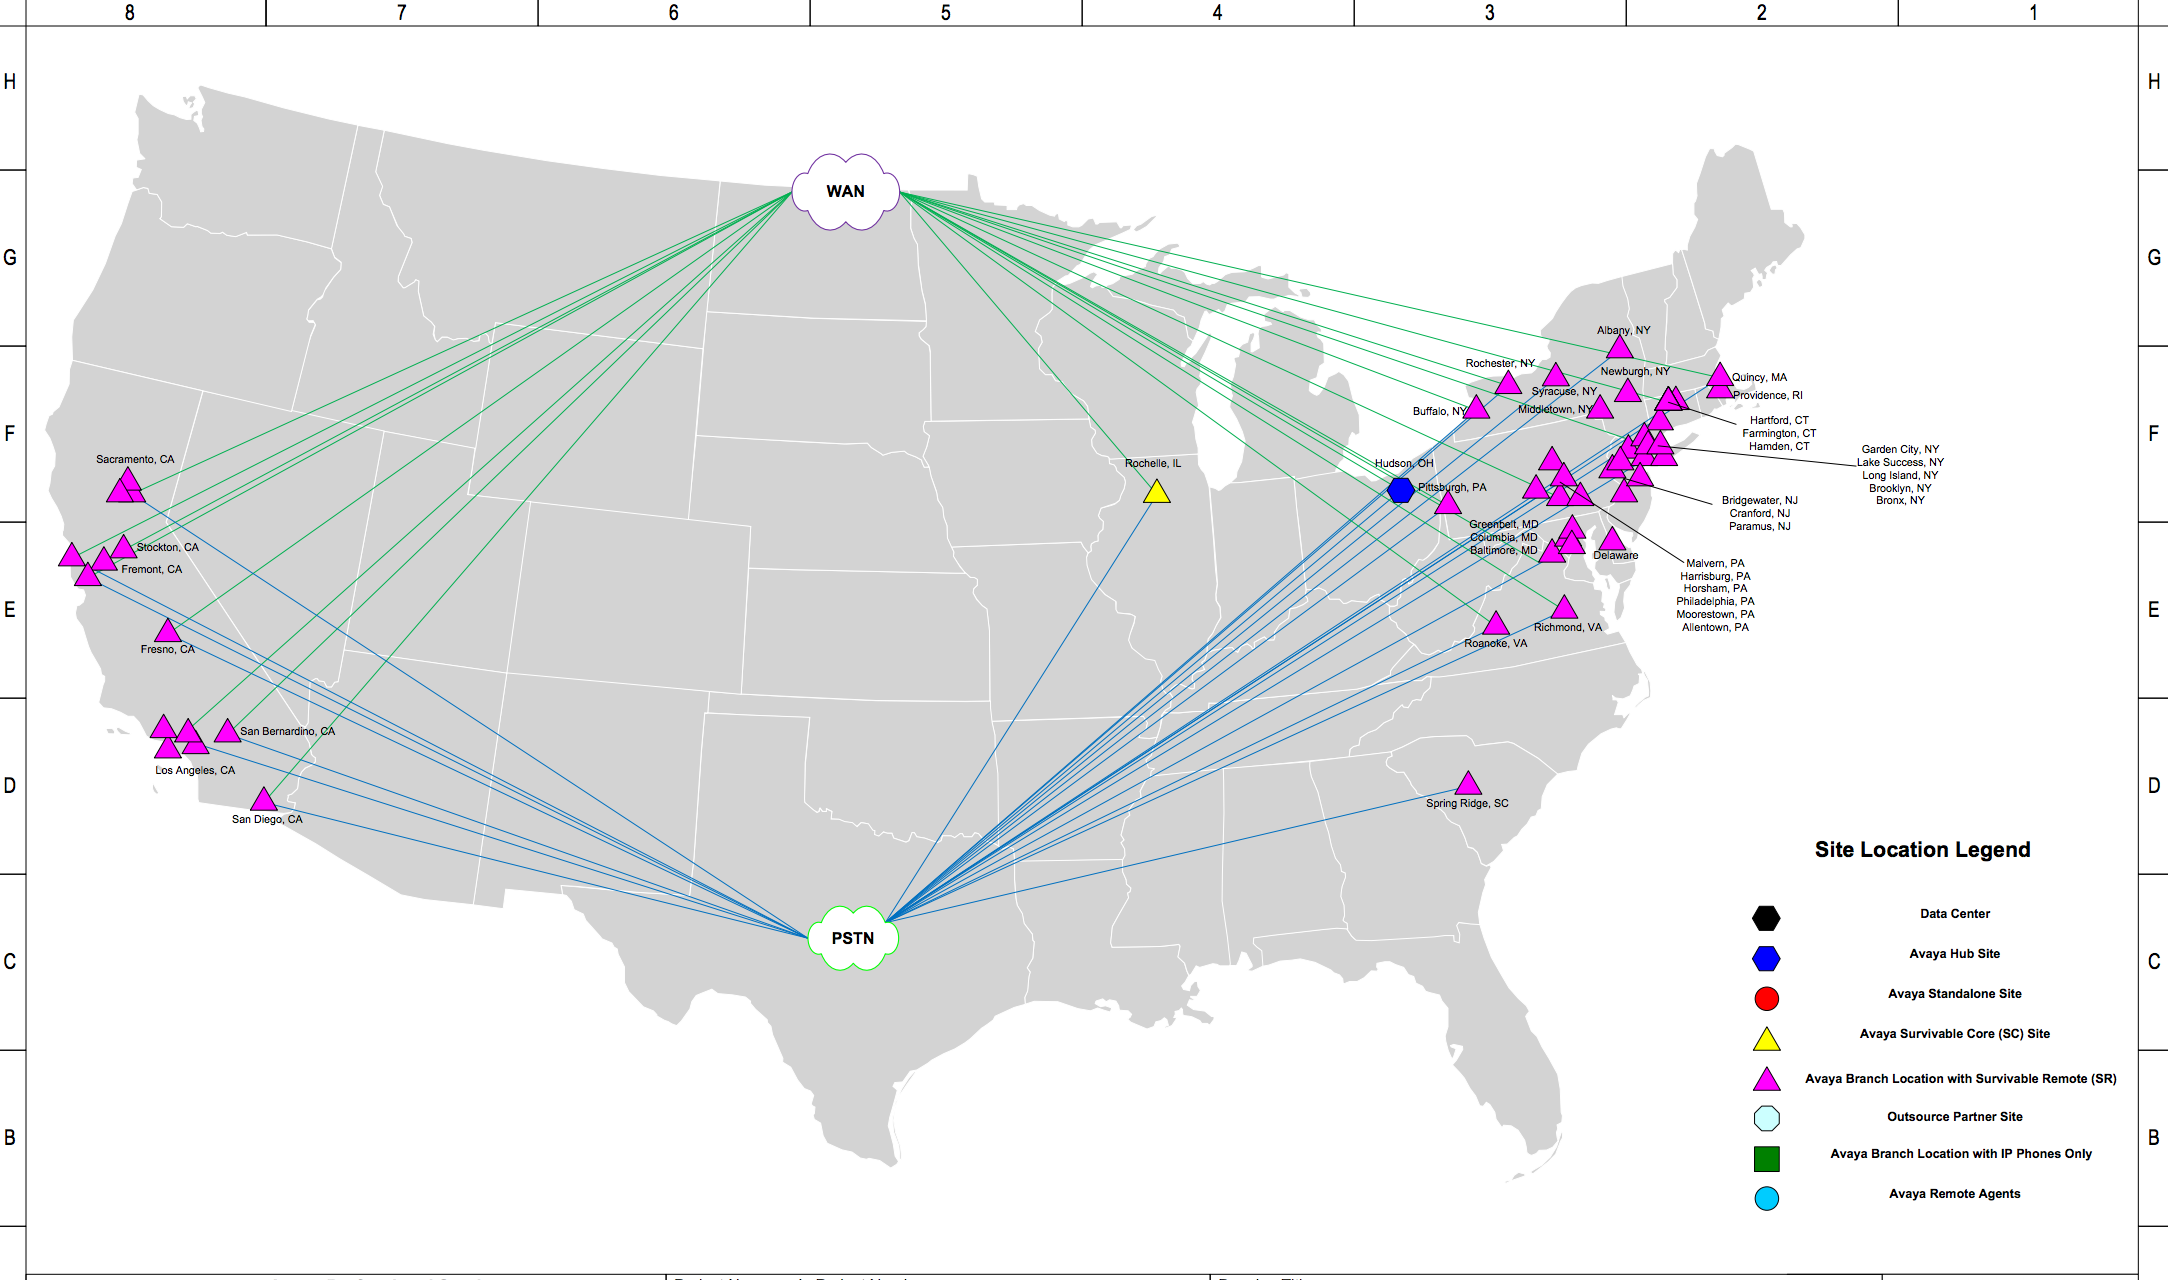 8 7 6 5 4 3 2 1
H H
WAN
G G
Albany, NY
Rochester, NY
Newburgh, NY
Quincy, MA
Syracuse, NY
Providence, RI
Buffalo, NY
Middletown, NY
Hartford, CT
Farmington, CT
Hamden, CT
F F
Garden City, NY
Lake Success, NY
Long Island, NY
Brooklyn, NY
Bronx, NY
Sacramento, CA
Rochelle, IL
Hudson, OH
Pittsburgh, PA
Bridgewater, NJ
Cranford, NJ
Paramus, NJ
Greenbelt, MD
Columbia, MD
Baltimore, MD
Delaware
Stockton, CA
Fremont, CA
Malvern, PA
Harrisburg, PA
Horsham, PA
Philadelphia, PA
Moorestown, PA
Allentown, PA
E E
Richmond, VA
Roanoke, VA
Fresno, CA
San Bernardino, CA
Los Angeles, CA
D D
San Diego, CA
Spring Ridge, SC
Site Location Legend
Data Center
PSTN
Avaya Hub Site
C C
Avaya Standalone Site
Avaya Survivable Core (SC) Site
Avaya Branch Location with Survivable Remote (SR)
Outsource Partner Site
B B
Avaya Branch Location with IP Phones Only
Avaya Remote Agents